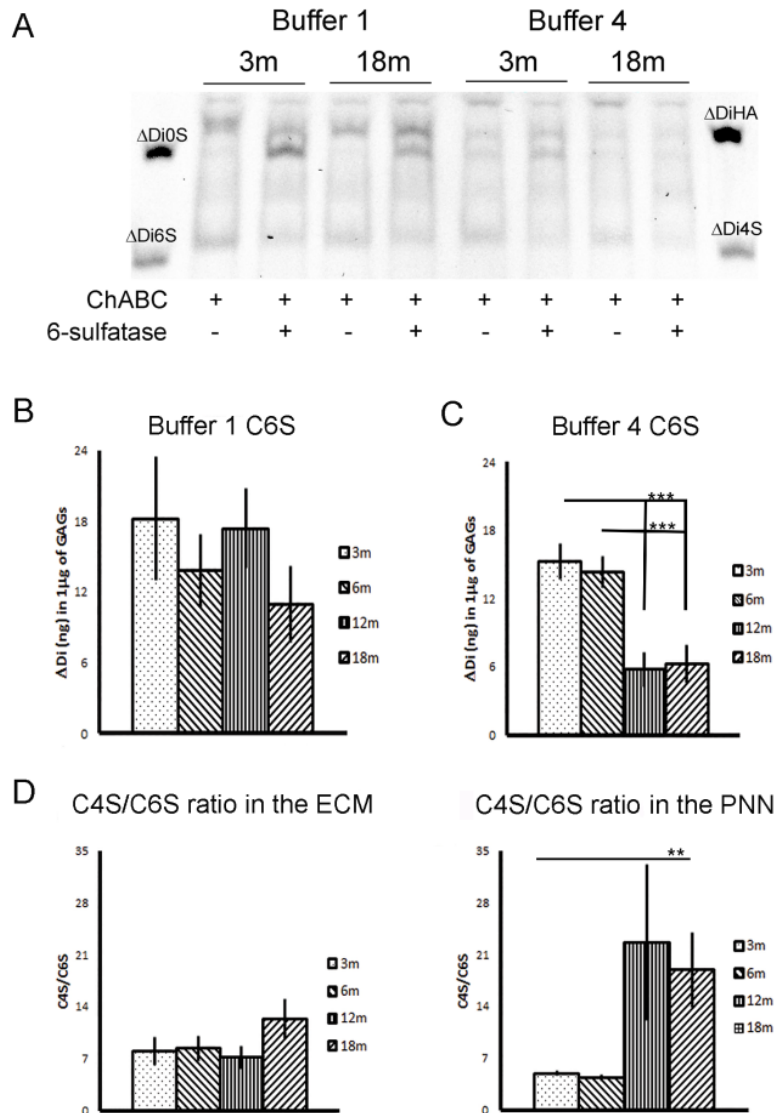 A
Buffer 1 Buffer 4
3m 18m 3m 18m
ΔDi0S ΔDiHA
ΔDi6S ΔDi4S
ChABC + + + + + + + +
6-sulfatase - + - + - + - +
B
Buffer 1 C6S
ΔDi (ng) in 1µg of GAGs
24
18
12
6
0
3m
6m
12m
18m
C
Buffer 4 C6S
ΔDi (ng) in 1µg of GAGs
24
18
12
6
0
***
***
3m
6m
12m
18m
D
C4S/C6S ratio in the ECM
C4S/C6S
35
28
21
14
7
0
3m
6m
12m
18m
C4S/C6S ratio in the PNN
C4S/C6S
35
28
21
14
7
0
**
3m
6m
12m
18m